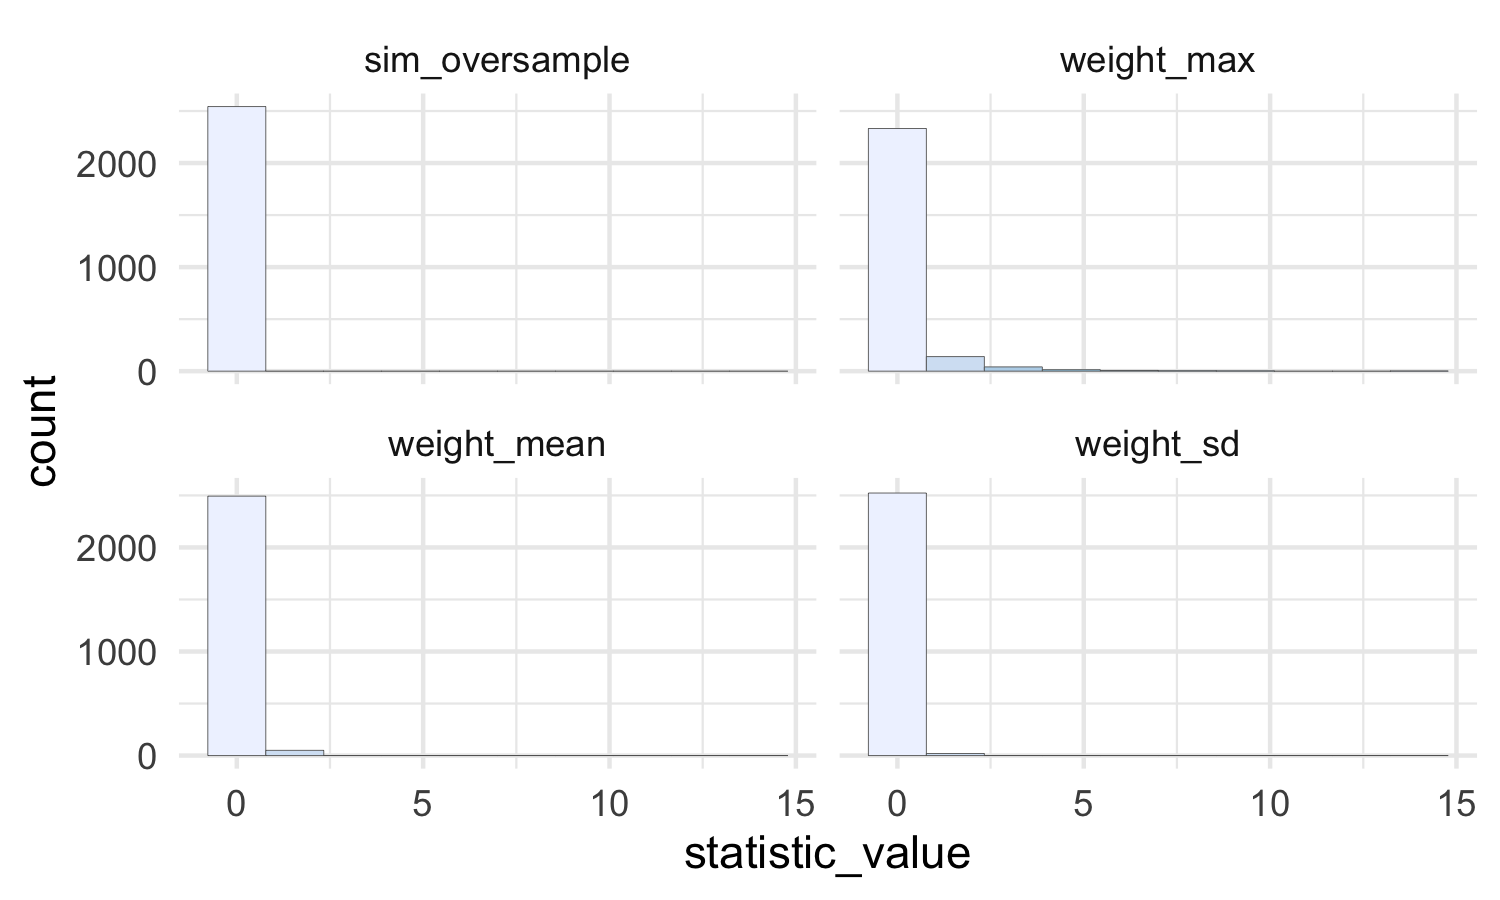 sim_oversample
weight_max
2000
1000
0
weight_mean
weight_sd
2000
1000
0
0 5 10 15
0 5 10 15
statistic_value
count